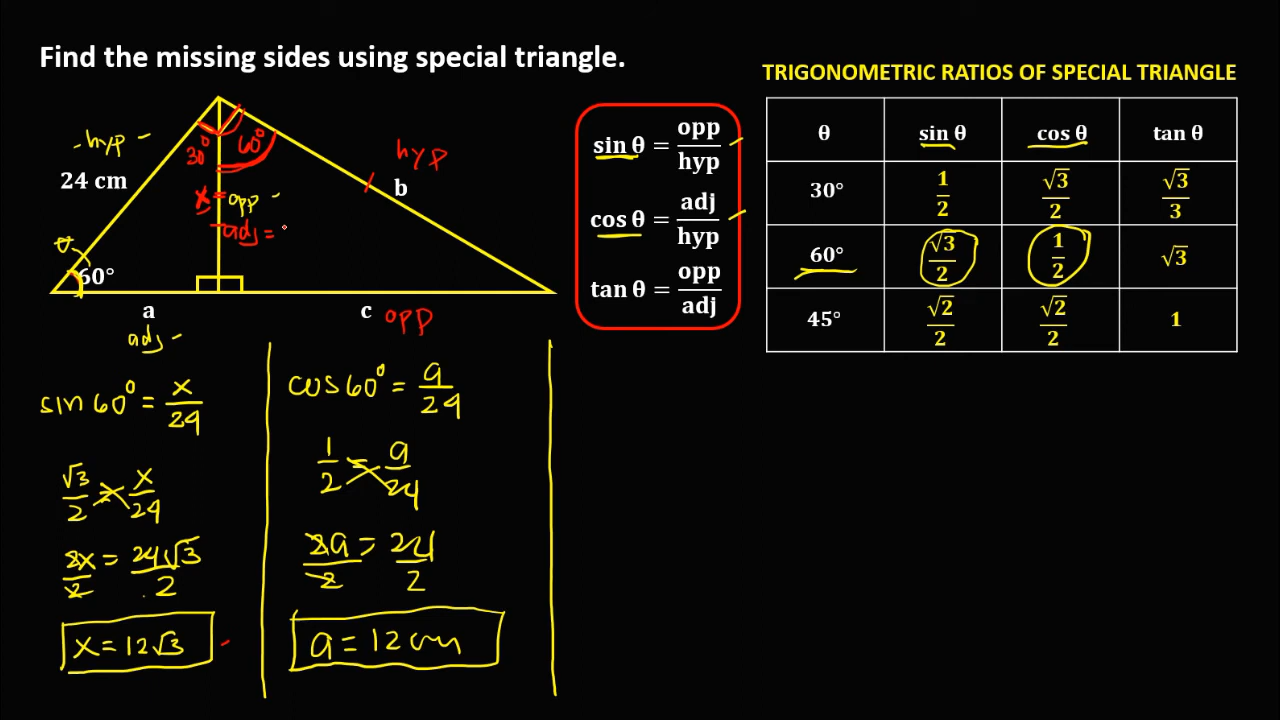 Find the missing sides using special triangle.
hyp
24 cm
30°
60°
hyp
b
x = opp
adj =
θ
60°
a
c
opp
adj
sin θ = opp/hyp
cos θ = adj/hyp
tan θ = opp/adj
TRIGONOMETRIC RATIOS OF SPECIAL TRIANGLE
θ sin θ cos θ tan θ
30° 1/2 √3/2 √3/3
60° √3/2 1/2 √3
45° √2/2 √2/2 1
sin 60° = x/24
√3/2 = x/24
2x/2 = 24√3/2
x = 12√3
cos 60° = a/24
1/2 = a/24
2a/2 = 24/2
a = 12 cm